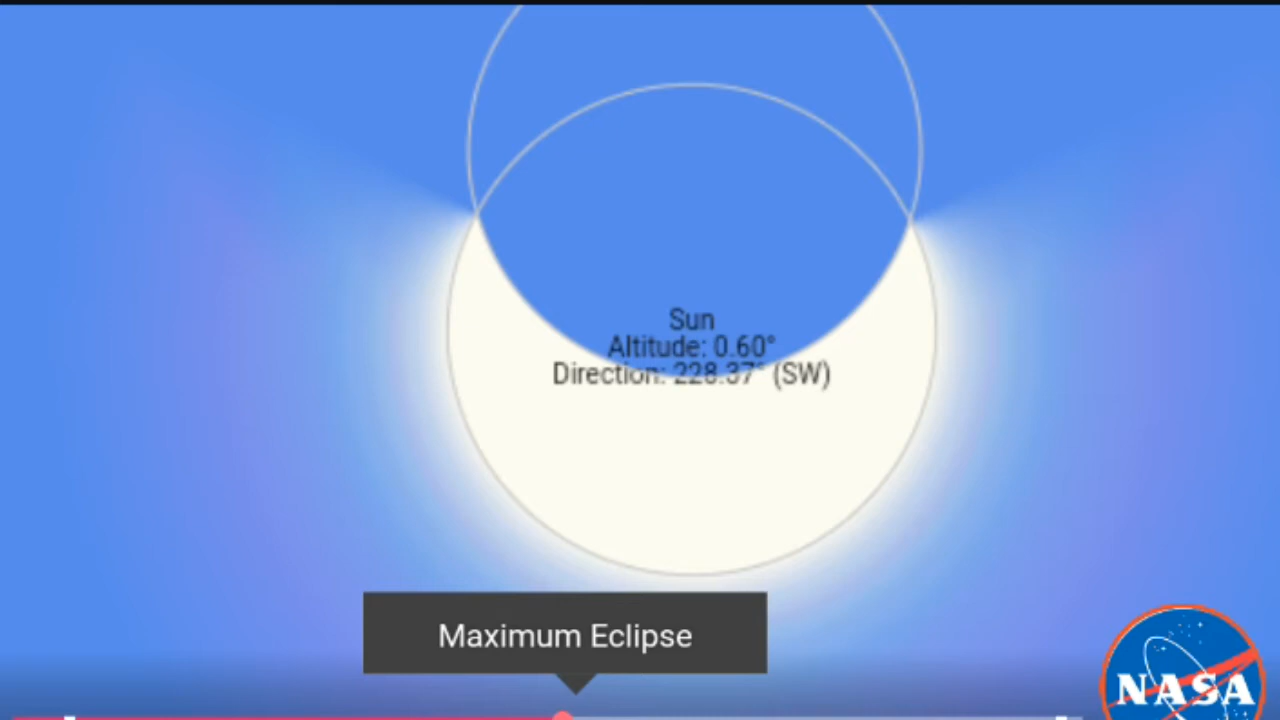 Sun
Altitude: 0.60°
Direction: 228.37° (SW)
Maximum Eclipse
NASA